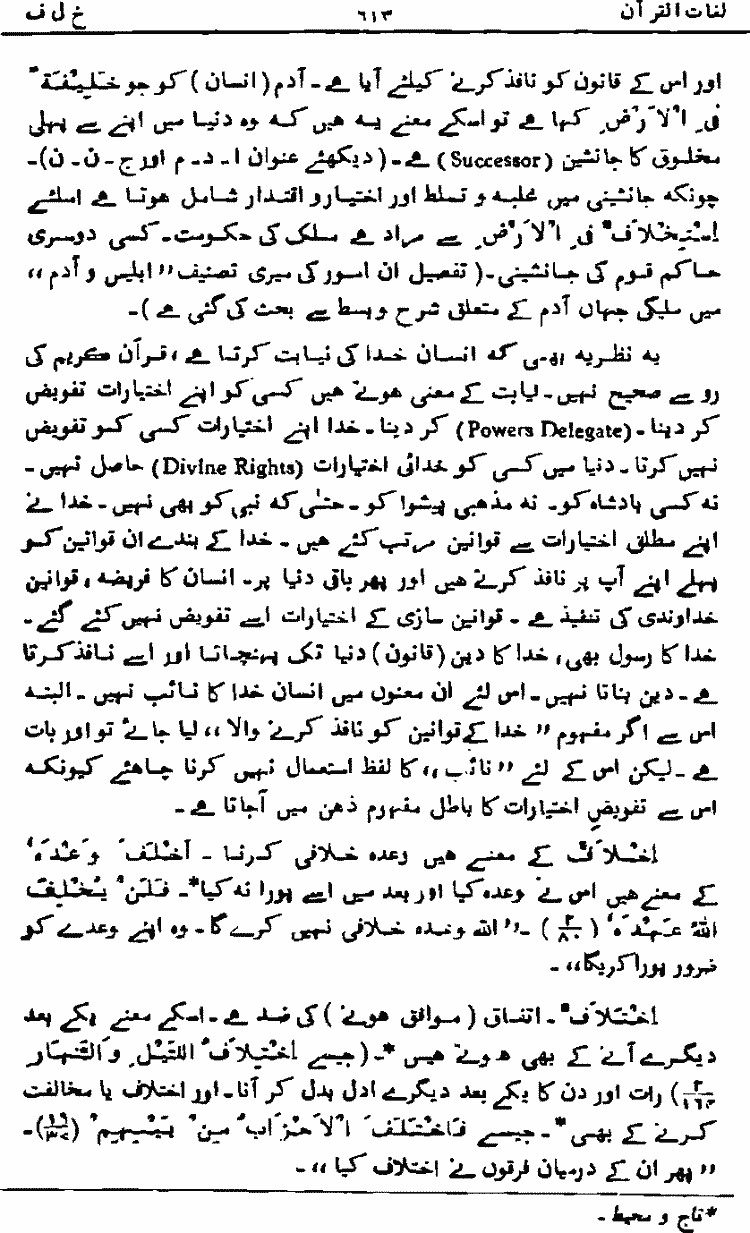 لغات القرآن ٦١٣ خ ل ف
اور اس کے قانون کو نافذ کرنے کیلئے آیا ہے۔ آدم (انسان) کو جو خَلِیْفَۃً
فِی الْاَرْضِ کہا ہے تو اسکے معنے یہ ھیں کہ وہ دنیا میں اپنے سے پہلی
مخلوق کا جانشین (Successor) ہے۔ (دیکھئے عنوان ا۔ د۔ م اور ج۔ ن۔ ن)۔
چونکہ جانشینی میں غلبہ و تسلط اور اختیار و اقتدار شامل ھوتا ہے اسلئے
اِسْتِخْلَافٌ فِی الْاَرْضِ سے مراد ہے ملک کی حکومت۔ کسی دوسری
حاکم قوم کی جانشینی۔ (تفصیل ان امور کی میری تصنیف ”ابلیس و آدم“
میں ملیگی جہاں آدم کے متعلق شرح و بسط سے بحث کی گئی ہے)۔
یہ نظریہ بھی کہ انسان خدا کی نیابت کرتا ہے، قرآن کریم کی
رو سے صحیح نہیں۔ نیابت کے معنی ھوتے ھیں کسی کو اپنے اختیارات تفویض
کر دینا۔ (Powers Delegate) کر دینا۔ خدا اپنے اختیارات کسی کو تفویض
نہیں کرتا۔ دنیا میں کسی کو خدائی اختیارات (Divine Rights) حاصل نہیں۔
نہ کسی بادشاہ کو۔ نہ مذھبی پیشوا کو۔ حتیٰ کہ نبی کو بھی نہیں۔ خدا نے
اپنے مطلق اختیارات سے قوانین مرتب کئے ھیں۔ خدا کے بندے ان قوانین کو
پہلے اپنے آپ پر نافذ کرتے ھیں اور پھر باقی دنیا پر۔ انسان کا فریضہ، قوانین
خداوندی کی تنفیذ ہے۔ قوانین سازی کے اختیارات اسے تفویض نہیں کئے گئے۔
خدا کا رسول بھی، خدا کا دین (قانون) دنیا تک پہنچاتا اور اسے نافذ کرتا
ہے۔ دین بناتا نہیں۔ اس لئے ان معنوں میں انسان خدا کا نائب نہیں۔ البتہ
اس سے اگر مفہوم ”خدا کے قوانین کو نافذ کرنے والا“ لیا جائے تو اور بات
ہے۔ لیکن اس کے لئے ”نائب“ کا لفظ استعمال نہیں کرنا چاھئے کیونکہ
اس سے تفویضِ اختیارات کا باطل مفہوم ذھن میں آجاتا ہے۔
اِخْلَافٌ کے معنے ھیں وعدہ خلافی کرنا۔ اَخْلَفَ وَعْدَہٗ
کے معنے ھیں اس نے وعدہ کیا اور بعد میں اسے پورا نہ کیا*۔ فَلَنْ یُّخْلِفَ
اللہُ عَہْدَہٗ (۲/۸۰)۔ ”اللہ وعدہ خلافی نہیں کرے گا۔ وہ اپنے وعدے کو
ضرور پورا کریگا“۔
اِخْتِلَافٌ۔ اتفاق (موافق ھونے) کی ضد ہے۔ اسکے معنے یکے بعد
دیگرے آنے کے بھی ھوتے ھیں*۔ (جیسے اِخْتِلَافُ اللَّیْلِ وَالنَّہَارِ
۲/۱۶۴) رات اور دن کا یکے بعد دیگرے ادل بدل کر آنا۔ اور اختلاف یا مخالفت
کرنے کے بھی*۔ جیسے فَاخْتَلَفَ الْاَحْزَابُ مِنْ بَیْنِہِمْ (۱۹/۳۷)۔
”پھر ان کے درمیان فرقوں نے اختلاف کیا“۔
*تاج و محیط۔